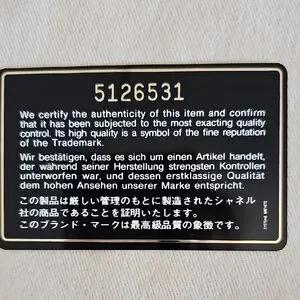 5126531
We certify the authenticity of this item and confirm
that it has been subjected to the most exacting quality
control. Its high quality is a symbol of the fine reputation
of the Trademark.
Wir bestätigen, dass es sich um einen Artikel handelt,
der während seiner Herstellung strengsten Kontrollen
unterworfen war, und dessen erstklassige Qualität
dem hohen Ansehen unserer Marke entspricht.
この製品は厳しい管理のもとに製造されたシャネル
社の商品であることを証明いたします。
このブランド・マークは最高級品質の象徴です。